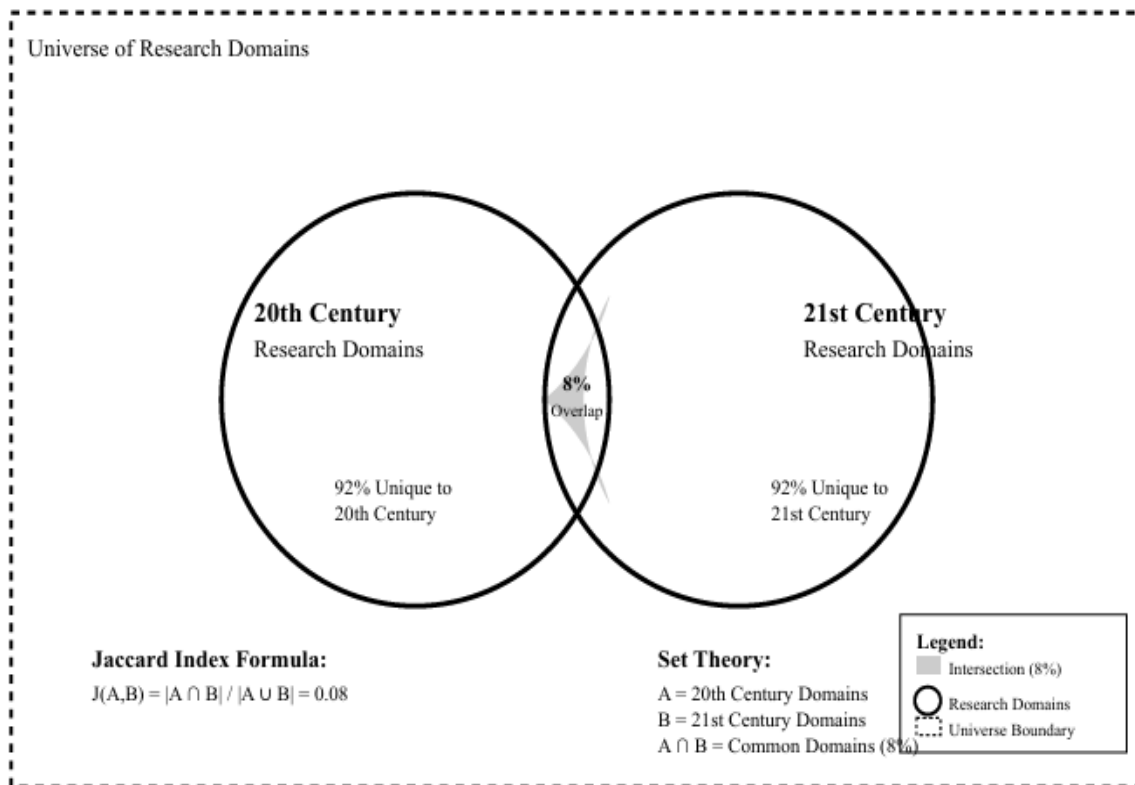 Universe of Research Domains
20th Century
Research Domains
21st Century
Research Domains
8%
Overlap
92% Unique to
20th Century
92% Unique to
21st Century
Jaccard Index Formula:
J(A,B) = |A ∩ B| / |A ∪ B| = 0.08
Set Theory:
A = 20th Century Domains
B = 21st Century Domains
A ∩ B = Common Domains (8%)
Legend:
Intersection (8%)
Research Domains
Universe Boundary